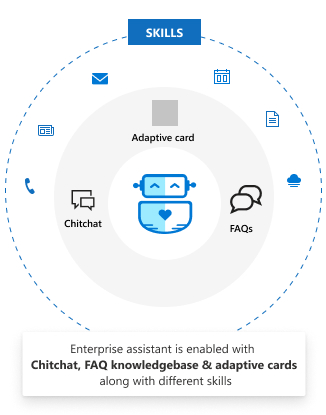 SKILLS
Adaptive card
Chitchat
FAQs
Enterprise assistant is enabled with
Chitchat, FAQ knowledgebase & adaptive cards
along with different skills